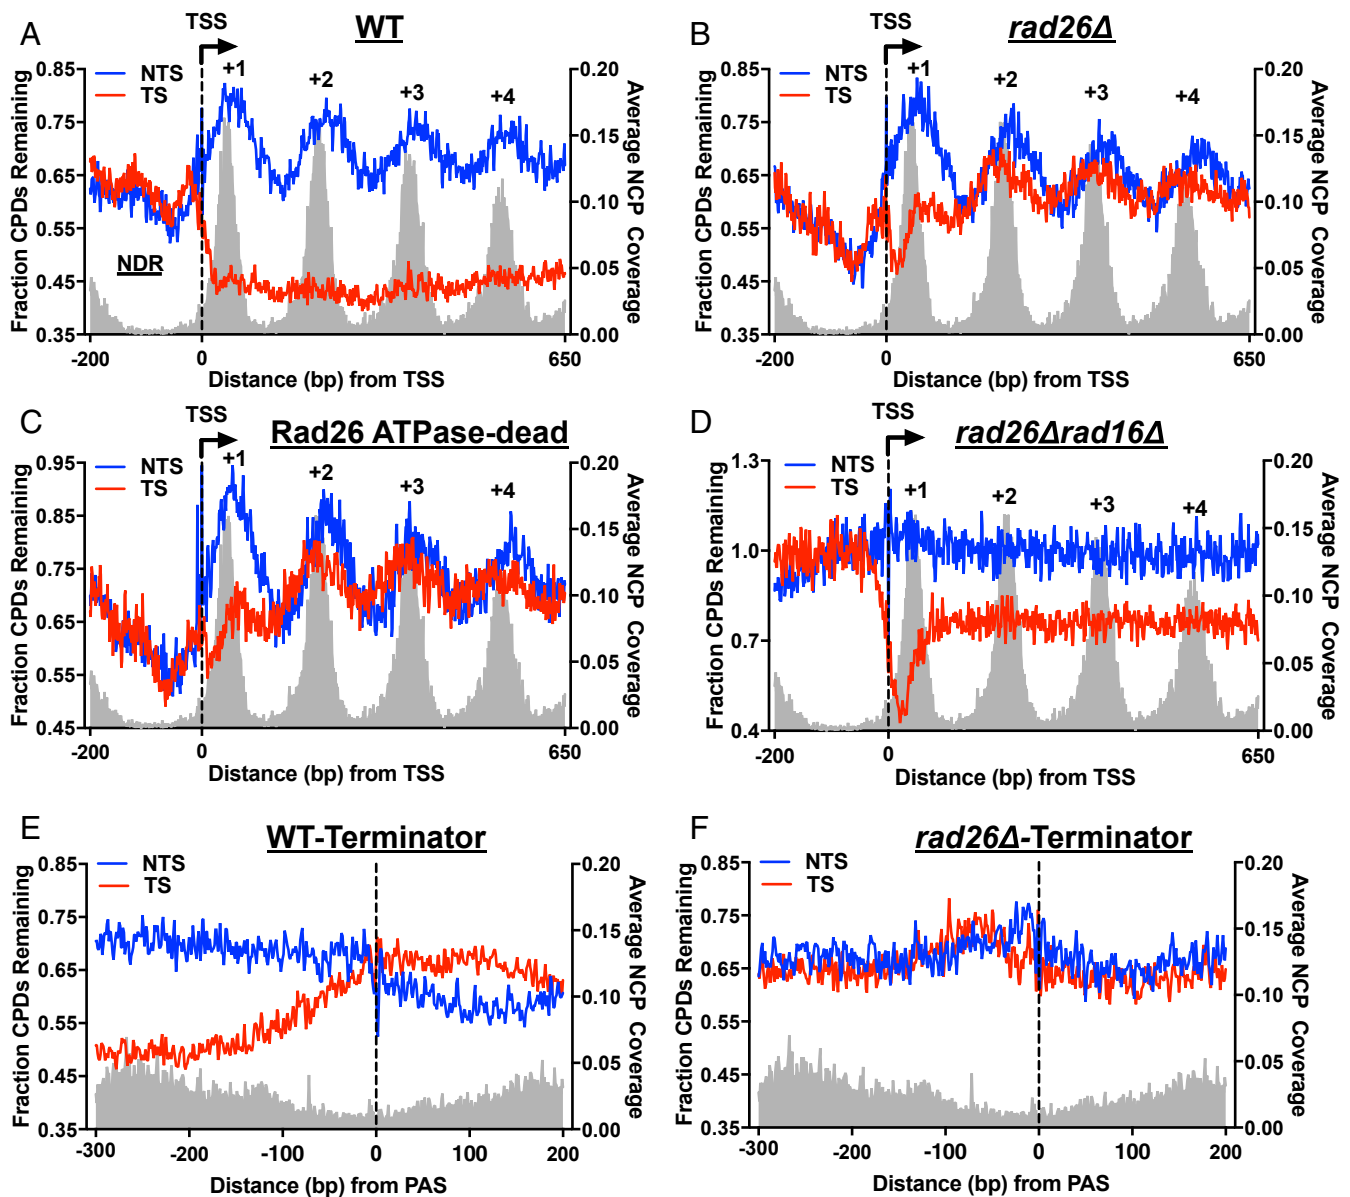 A
TSS
WT
NTS
TS
+1
+2
+3
+4
NDR
Fraction CPDs Remaining
0.85
0.75
0.65
0.55
0.45
0.35
0.20
0.15
0.10
0.05
0.00
Average NCP Coverage
-200
0
650
Distance (bp) from TSS
B
TSS
rad26Δ
NTS
TS
+1
+2
+3
+4
Fraction CPDs Remaining
0.85
0.75
0.65
0.55
0.45
0.35
0.20
0.15
0.10
0.05
0.00
Average NCP Coverage
-200
0
650
Distance (bp) from TSS
C
TSS
Rad26 ATPase-dead
NTS
TS
+1
+2
+3
+4
Fraction CPDs Remaining
0.95
0.85
0.75
0.65
0.55
0.45
0.20
0.15
0.10
0.05
0.00
Average NCP Coverage
-200
0
650
Distance (bp) from TSS
D
TSS
rad26Δrad16Δ
NTS
TS
+1
+2
+3
+4
Fraction CPDs Remaining
1.3
1.0
0.7
0.4
0.20
0.15
0.10
0.05
0.00
Average NCP Coverage
-200
0
650
Distance (bp) from TSS
E
WT-Terminator
NTS
TS
Fraction CPDs Remaining
0.85
0.75
0.65
0.55
0.45
0.35
0.20
0.15
0.10
0.05
0.00
Average NCP Coverage
-300
-200
-100
0
100
200
Distance (bp) from PAS
F
rad26Δ-Terminator
NTS
TS
Fraction CPDs Remaining
0.85
0.75
0.65
0.55
0.45
0.35
0.20
0.15
0.10
0.05
0.00
Average NCP Coverage
-300
-200
-100
0
100
200
Distance (bp) from PAS